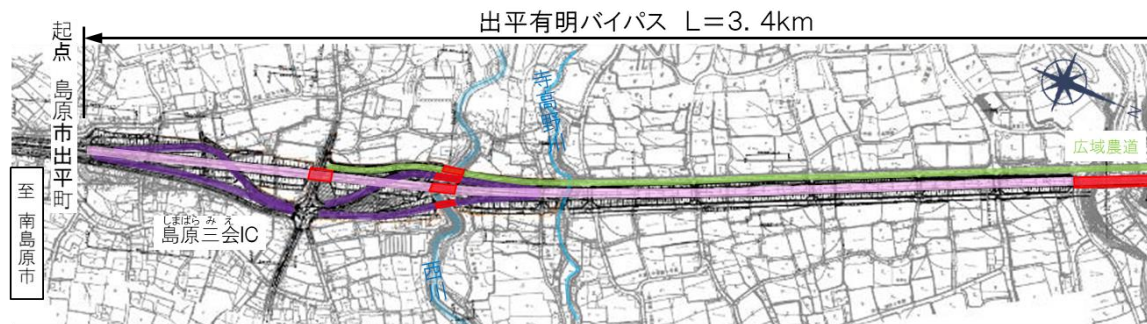 出平有明バイパス L=3.4km
起点 島原市出平町
至 南島原市
しまばらみえ
島原三会IC
西川
寺高野川
広域農道